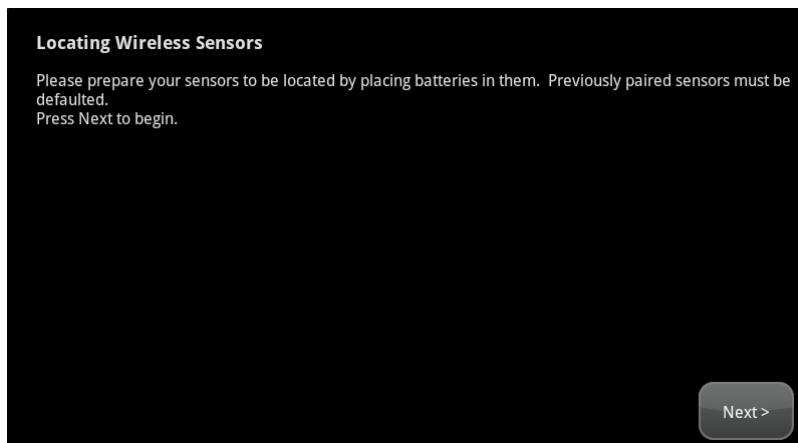 Locating Wireless Sensors
Please prepare your sensors to be located by placing batteries in them.  Previously paired sensors must be
defaulted.
Press Next to begin.
Next >